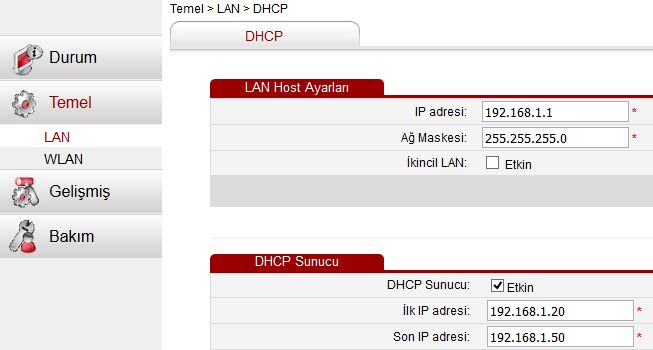 Temel > LAN > DHCP
DHCP
Durum
Temel
LAN
WLAN
Gelişmiş
Bakım
LAN Host Ayarları
IP adresi: 192.168.1.1 *
Ağ Maskesi: 255.255.255.0 *
İkincil LAN: Etkin
DHCP Sunucu
DHCP Sunucu: Etkin
İlk IP adresi: 192.168.1.20 *
Son IP adresi: 192.168.1.50 *